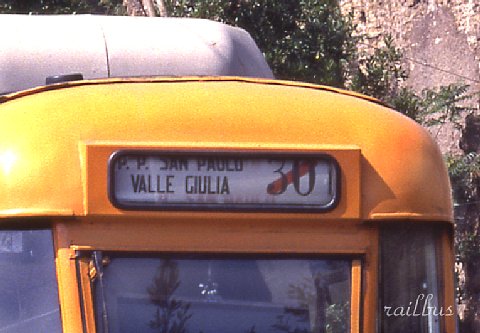 P. P. SAN PAOLO
VALLE GIULIA
30
railbus